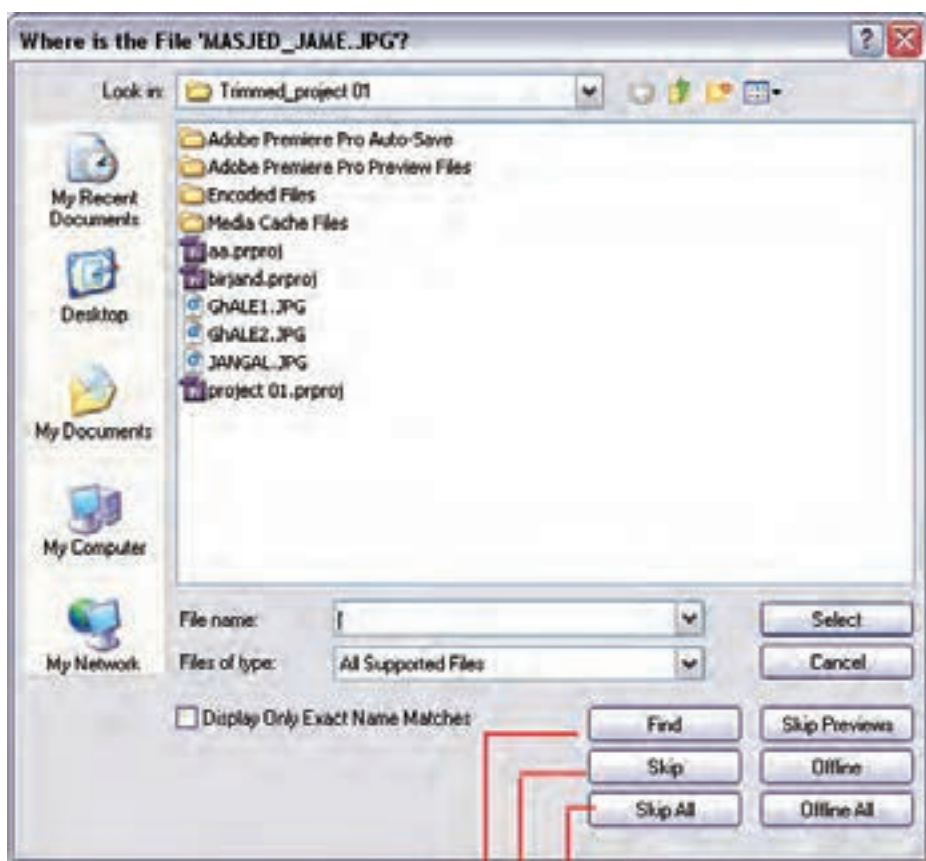 Where is the File 'MASJED_JAME.JPG'?
Look in: Trimmed_project 01
My Recent Documents
Desktop
My Documents
My Computer
My Network
Adobe Premiere Pro Auto-Save
Adobe Premiere Pro Preview Files
Encoded Files
Media Cache Files
aa.prproj
birjand.prproj
GhALE1.JPG
GhALE2.JPG
JANGAL.JPG
project 01.prproj
File name:
Select
Files of type: All Supported Files
Cancel
Display Only Exact Name Matches
Find
Skip Previews
Skip
Offline
Skip All
Offline All